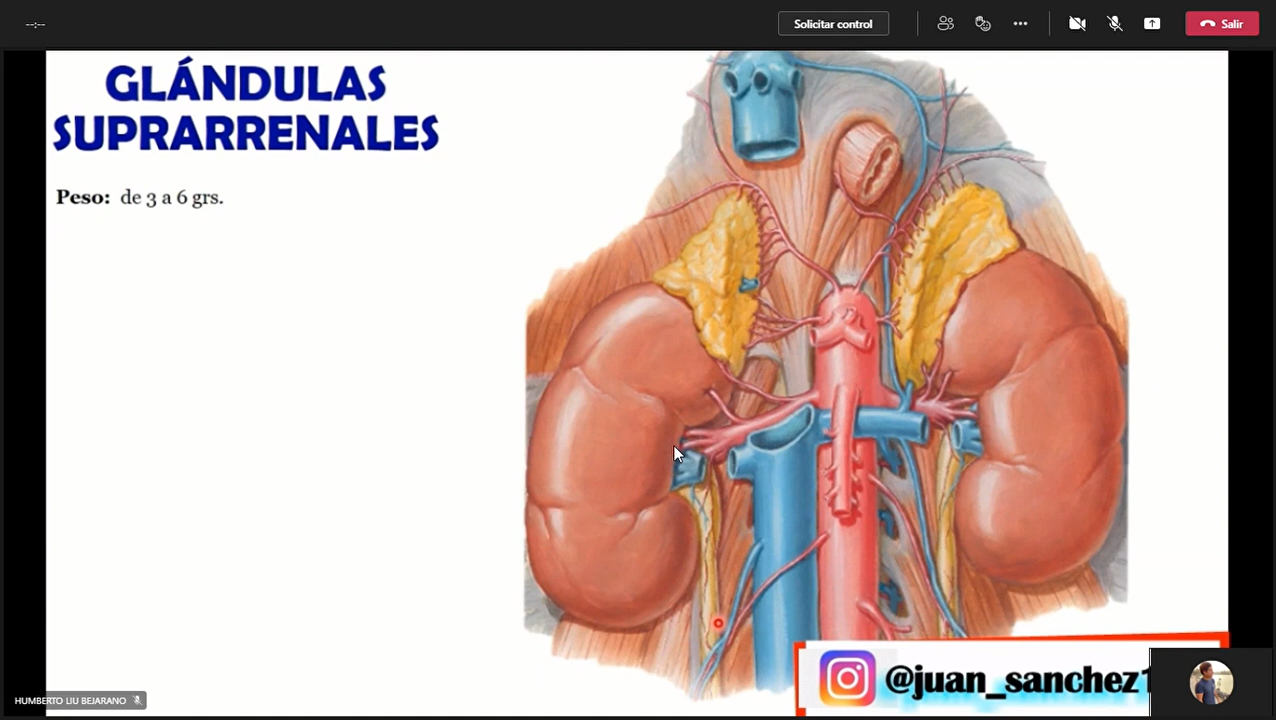 --:--
Solicitar control
Salir
GLÁNDULAS
SUPRARRENALES
Peso: de 3 a 6 grs.
@juan_sanchez1
HUMBERTO LIU BEJARANO